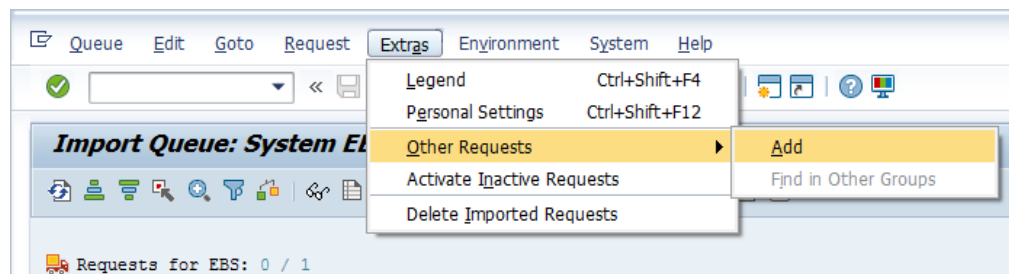 Queue Edit Goto Request Extras Environment System Help
Legend Ctrl+Shift+F4
Personal Settings Ctrl+Shift+F12
Import Queue: System EB
Other Requests Add
Activate Inactive Requests Find in Other Groups
Delete Imported Requests
Requests for EBS: 0 / 1